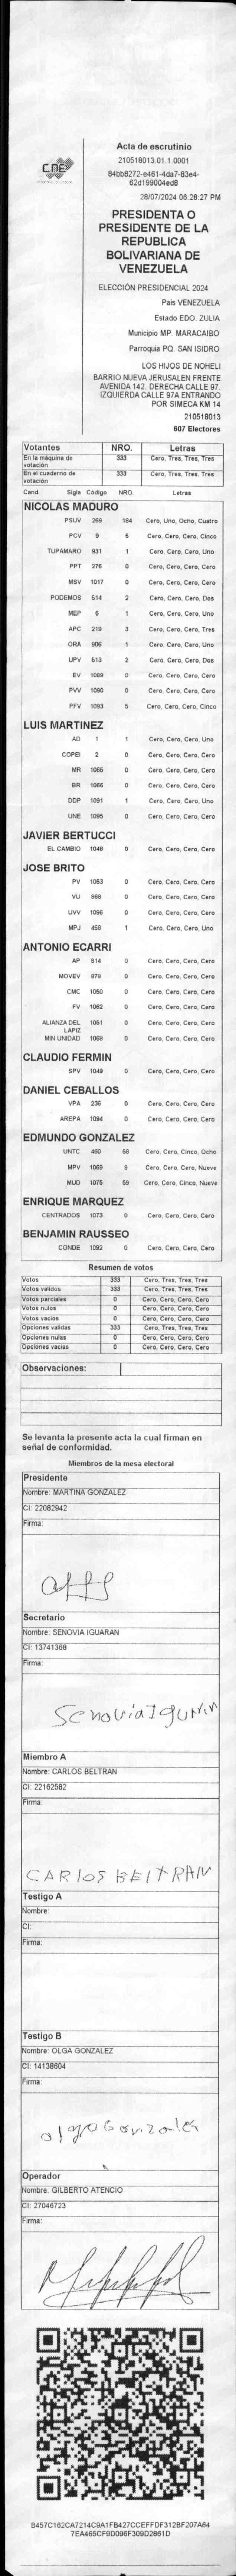 CNE
Acta de escrutinio
210518013.01.1.0001
84bb8272-e461-4da7-83e4-
62d199004ed8
28/07/2024 06:28:27 PM
PRESIDENTA O
PRESIDENTE DE LA
REPUBLICA
BOLIVARIANA DE
VENEZUELA
ELECCIÓN PRESIDENCIAL 2024
Pais VENEZUELA
Estado EDO. ZULIA
Municipio MP. MARACAIBO
Parroquia PQ. SAN ISIDRO
LOS HIJOS DE NOHELI
BARRIO NUEVA JERUSALEN FRENTE
AVENIDA 142. DERECHA CALLE 97.
IZQUIERDA CALLE 97A ENTRANDO
POR SIMECA KM 14
210518013
607 Electores
Votantes NRO. Letras
En la máquina de votación 333 Cero, Tres, Tres, Tres
En el cuaderno de votación 333 Cero, Tres, Tres, Tres
Cand. Sigla Código NRO. Letras
NICOLAS MADURO
PSUV 269 184 Cero, Uno, Ocho, Cuatro
PCV 9 5 Cero, Cero, Cero, Cinco
TUPAMARO 931 1 Cero, Cero, Cero, Uno
PPT 276 0 Cero, Cero, Cero, Cero
MSV 1017 0 Cero, Cero, Cero, Cero
PODEMOS 514 2 Cero, Cero, Cero, Dos
MEP 6 1 Cero, Cero, Cero, Uno
APC 219 3 Cero, Cero, Cero, Tres
ORA 906 1 Cero, Cero, Cero, Uno
UPV 513 2 Cero, Cero, Cero, Dos
EV 1089 0 Cero, Cero, Cero, Cero
PVV 1090 0 Cero, Cero, Cero, Cero
PFV 1093 5 Cero, Cero, Cero, Cinco
LUIS MARTINEZ
AD 1 1 Cero, Cero, Cero, Uno
COPEI 2 0 Cero, Cero, Cero, Cero
MR 1065 0 Cero, Cero, Cero, Cero
BR 1066 0 Cero, Cero, Cero, Cero
DDP 1091 1 Cero, Cero, Cero, Uno
UNE 1095 0 Cero, Cero, Cero, Cero
JAVIER BERTUCCI
EL CAMBIO 1048 0 Cero, Cero, Cero, Cero
JOSE BRITO
PV 1053 0 Cero, Cero, Cero, Cero
VU 968 0 Cero, Cero, Cero, Cero
UVV 1096 0 Cero, Cero, Cero, Cero
MPJ 458 1 Cero, Cero, Cero, Uno
ANTONIO ECARRI
AP 814 0 Cero, Cero, Cero, Cero
MOVEV 979 0 Cero, Cero, Cero, Cero
CMC 1050 0 Cero, Cero, Cero, Cero
FV 1062 0 Cero, Cero, Cero, Cero
ALIANZA DEL LAPIZ 1051 0 Cero, Cero, Cero, Cero
MIN UNIDAD 1069 0 Cero, Cero, Cero, Cero
CLAUDIO FERMIN
SPV 1049 0 Cero, Cero, Cero, Cero
DANIEL CEBALLOS
VPA 236 0 Cero, Cero, Cero, Cero
AREPA 1094 0 Cero, Cero, Cero, Cero
EDMUNDO GONZALEZ
UNTC 460 58 Cero, Cero, Cinco, Ocho
MPV 9 Cero, Cero, Cero, Nueve
MUD 1075 59 Cero, Cero, Cinco, Nueve
ENRIQUE MARQUEZ
CENTRADOS 1073 0 Cero, Cero, Cero, Cero
BENJAMIN RAUSSEO
CONDE 1092 0 Cero, Cero, Cero, Cero
Resumen de votos
Votos 333 Cero, Tres, Tres, Tres
Votos validos 333 Cero, Tres, Tres, Tres
Votos parciales 0 Cero, Cero, Cero, Cero
Votos nulos 0 Cero, Cero, Cero, Cero
Votos vacios 0 Cero, Cero, Cero, Cero
Opciones validas 333 Cero, Tres, Tres, Tres
Opciones nulas 0 Cero, Cero, Cero, Cero
Opciones vacias 0 Cero, Cero, Cero, Cero
Observaciones:
Se levanta la presente acta la cual firman en
señal de conformidad.
Miembros de la mesa electoral
Presidente
Nombre: MARTINA GONZALEZ
CI: 22082942
Firma:
Secretario
Nombre: SENOVIA IGUARAN
CI: 13741368
Firma:
Senovia Iguarn
Miembro A
Nombre: CARLOS BELTRAN
CI: 22162582
Firma:
CARlos BElTRAN
Testigo A
Nombre:
CI:
Firma:
Testigo B
Nombre: OLGA GONZALEZ
CI: 14138604
Firma:
olga Gonzalez
Operador
Nombre: GILBERTO ATENCIO
CI: 27046723
Firma:
B457C162CA7214C9A1FB427CCEFFDF312BF207A64
7EA465CF9D096F309D2861D